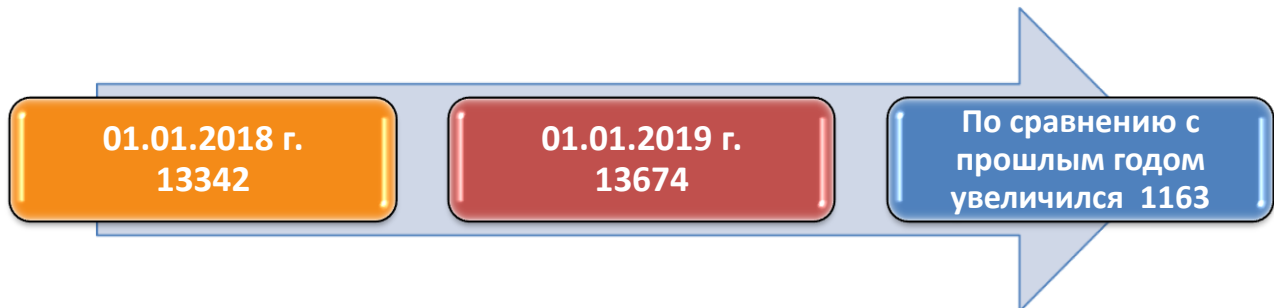 01.01.2018 г.
13342
01.01.2019 г.
13674
По сравнению с
прошлым годом
увеличился 1163